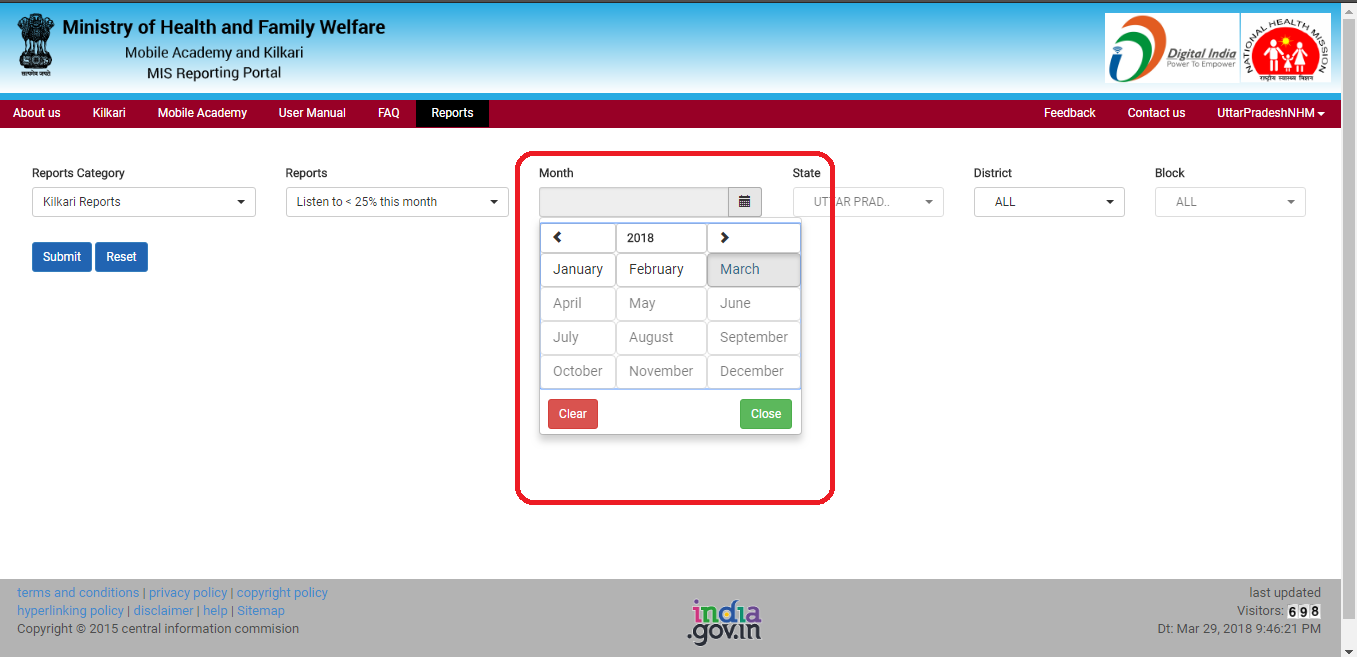 Ministry of Health and Family Welfare
Mobile Academy and Kilkari
MIS Reporting Portal
सत्यमेव जयते
Digital India
Power To Empower
NATIONAL HEALTH MISSION
राष्ट्रीय स्वास्थ्य मिशन
About us Kilkari Mobile Academy User Manual FAQ Reports Feedback Contact us UttarPradeshNHM
Reports Category Reports Month State District Block
Kilkari Reports Listen to < 25% this month UTTAR PRAD.. ALL ALL
Submit Reset
2018
January February March
April May June
July August September
October November December
Clear Close
terms and conditions | privacy policy | copyright policy
hyperlinking policy | disclaimer | help | Sitemap
Copyright © 2015 central information commision
india
.gov.in
last updated
Visitors: 698
Dt: Mar 29, 2018 9:46:21 PM